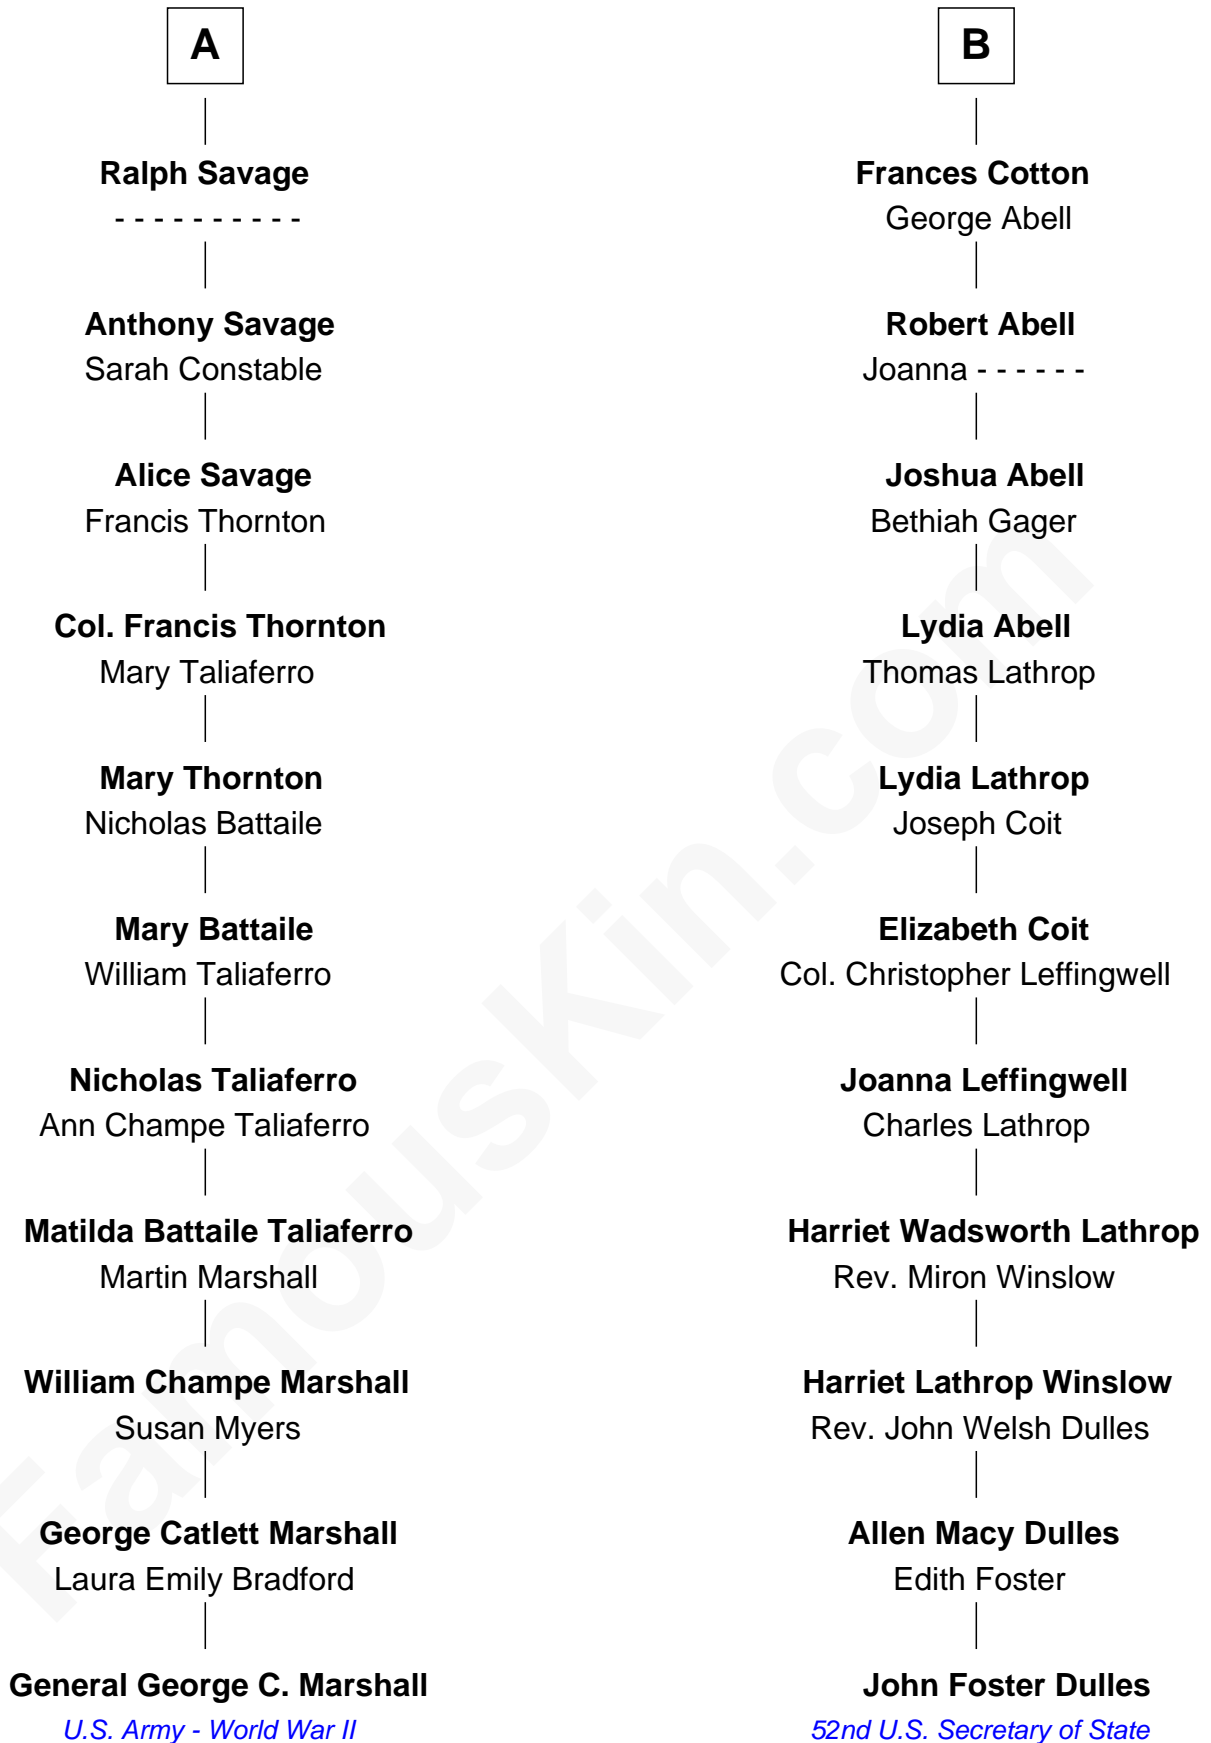 A
Ralph Savage
- - - - - - - - - -
Anthony Savage
Sarah Constable
Alice Savage
Francis Thornton
Col. Francis Thornton
Mary Taliaferro
Mary Thornton
Nicholas Battaile
Mary Battaile
William Taliaferro
Nicholas Taliaferro
Ann Champe Taliaferro
Matilda Battaile Taliaferro
Martin Marshall
William Champe Marshall
Susan Myers
George Catlett Marshall
Laura Emily Bradford
General George C. Marshall
U.S. Army - World War II
B
Frances Cotton
George Abell
Robert Abell
Joanna - - - - - -
Joshua Abell
Bethiah Gager
Lydia Abell
Thomas Lathrop
Lydia Lathrop
Joseph Coit
Elizabeth Coit
Col. Christopher Leffingwell
Joanna Leffingwell
Charles Lathrop
Harriet Wadsworth Lathrop
Rev. Miron Winslow
Harriet Lathrop Winslow
Rev. John Welsh Dulles
Allen Macy Dulles
Edith Foster
John Foster Dulles
52nd U.S. Secretary of State
FamousKin.com